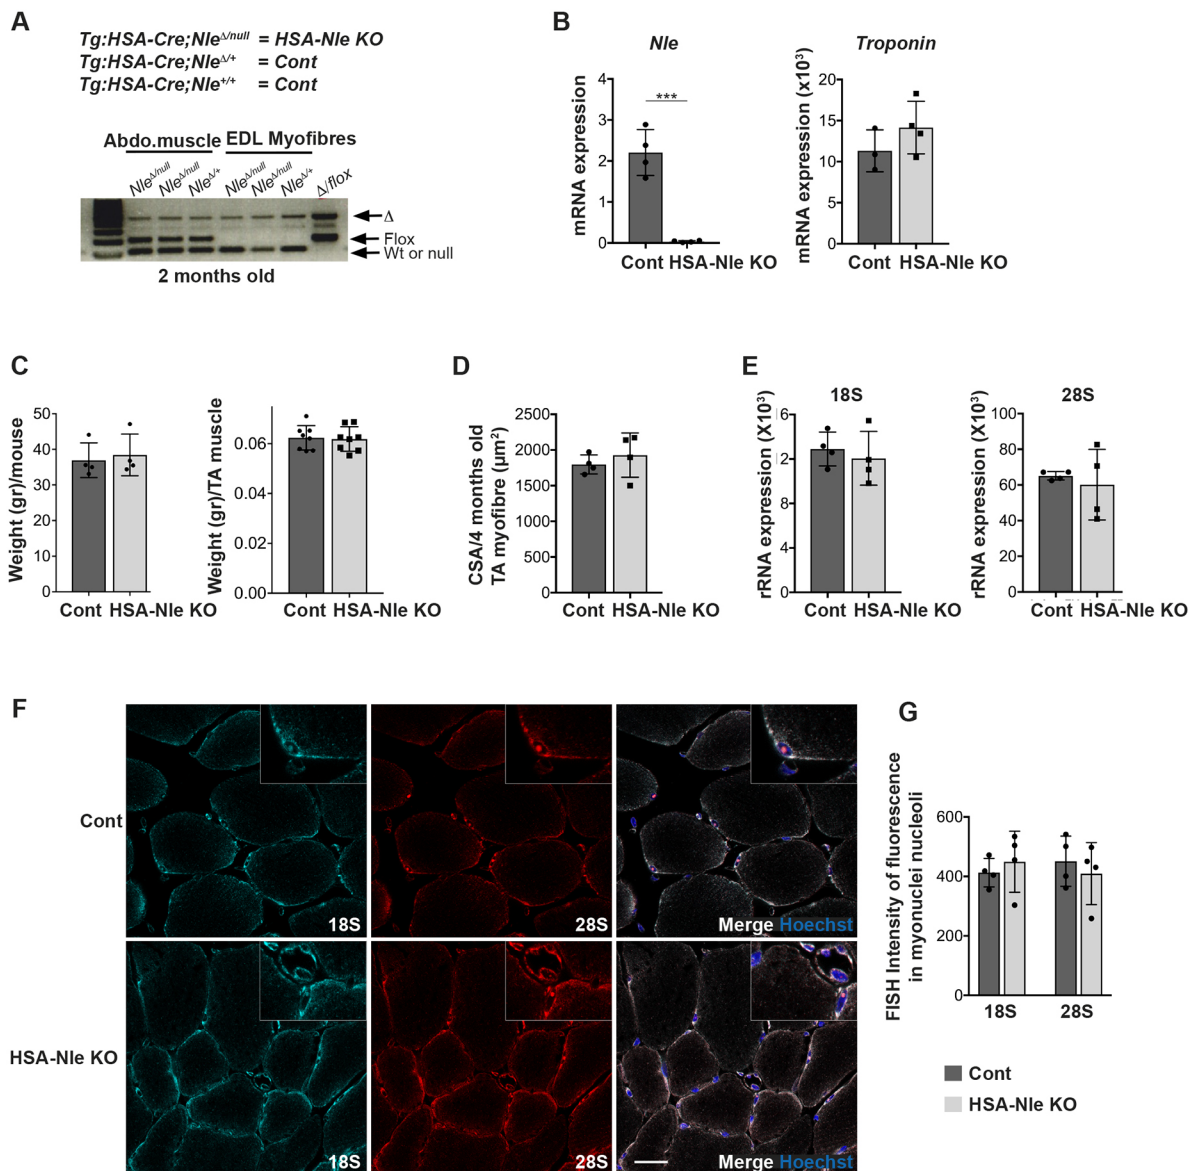 A
Tg:HSA-Cre;NleΔ/null = HSA-Nle KO
Tg:HSA-Cre;NleΔ/+ = Cont
Tg:HSA-Cre;Nle+/+ = Cont
Abdo.muscle EDL Myofibres
NleΔ/null NleΔ/null NleΔ/+ NleΔ/null NleΔ/null NleΔ/+ Δ/flox
Δ
Flox
Wt or null
2 months old
B
Nle
mRNA expression
4
3
2
1
0
***
Cont HSA-Nle KO
Troponin
mRNA expression (x10³)
20
15
10
5
0
Cont HSA-Nle KO
C
Weight (gr)/mouse
50
40
30
20
10
0
Cont HSA-Nle KO
Weight (gr)/TA muscle
0.06
0.04
0.02
0.00
Cont HSA-Nle KO
D
CSA/4 months old
TA myofibre (µm²)
2500
2000
1500
1000
500
0
Cont HSA-Nle KO
E
18S
rRNA expression (X10³)
6
2
8
4
0
Cont HSA-Nle KO
28S
rRNA expression (X10³)
100
80
60
40
20
0
Cont HSA-Nle KO
F
Cont
18S
28S
Merge Hoechst
HSA-Nle KO
18S
28S
Merge Hoechst
G
FISH Intensity of fluorescence
in myonuclei nucleoli
600
400
200
0
18S 28S
Cont
HSA-Nle KO